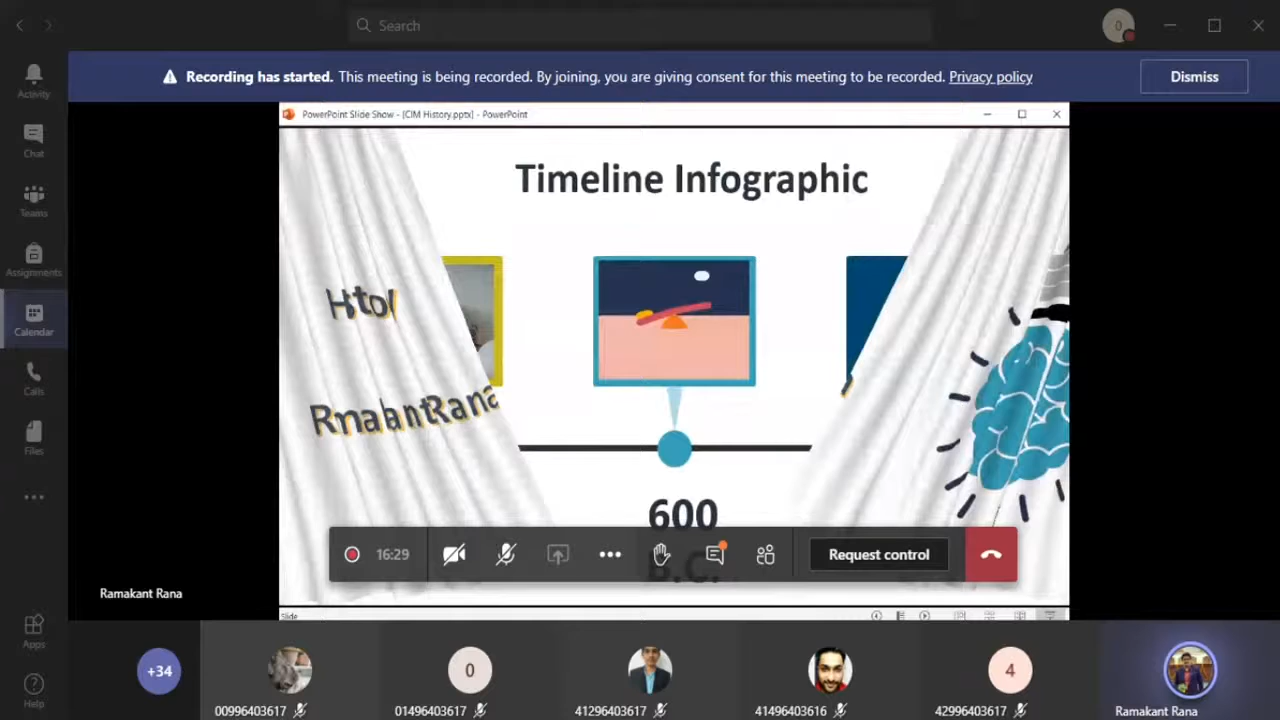 Search
0
Recording has started. This meeting is being recorded. By joining, you are giving consent for this meeting to be recorded. Privacy policy
Dismiss
Activity
Chat
Teams
Assignments
Calendar
Calls
Files
Apps
Help
PowerPoint Slide Show - [CIM History.pptx] - PowerPoint
Timeline Infographic
600
B.C.
16:29
Request control
Ramakant Rana
Slide
+34
00996403617
0
01496403617
41296403617
41496403616
4
42996403617
Ramakant Rana